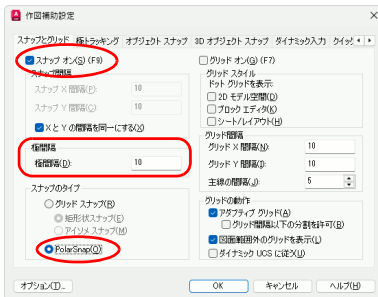 作図補助設定
スナップとグリッド 極トラッキング オブジェクト スナップ 3D オブジェクト スナップ ダイナミック入力 クイック
スナップ オン(S) (F9)
スナップ間隔
スナップ X 間隔(P): 10
スナップ Y 間隔(C): 10
X と Y の間隔を同一にする(X)
極間隔
極間隔(D): 10
スナップのタイプ
グリッド スナップ(R)
矩形状スナップ(E)
アイソメ スナップ(M)
PolarSnap(O)
グリッド オン(G) (F7)
グリッド スタイル
ドット グリッドを表示:
2D モデル空間(D)
ブロック エディタ(K)
シート/レイアウト(H)
グリッド間隔
グリッド X 間隔(N): 10
グリッド Y 間隔(I): 10
主線の間隔(J): 5
グリッドの動作
アダプティブ グリッド(A)
グリッド間隔以下の分割を許可(B)
図面範囲外のグリッドを表示(L)
ダイナミック UCS に従う(U)
オプション(T)... OK キャンセル ヘルプ(H)